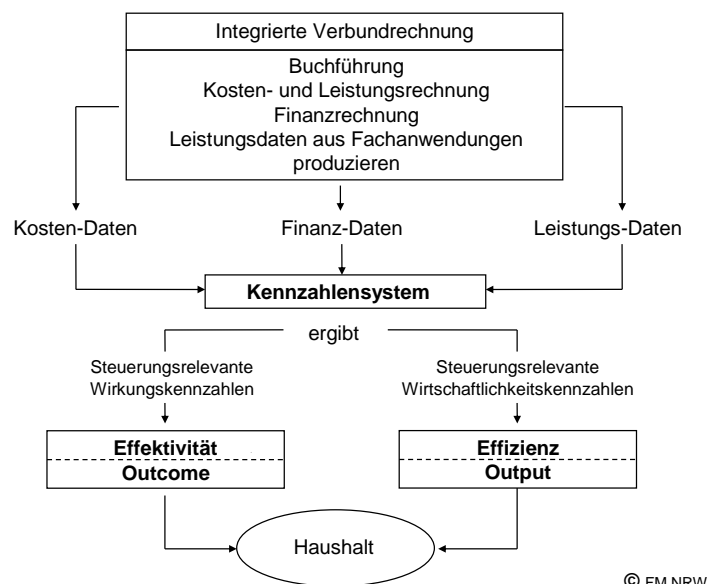 Integrierte Verbundrechnung
Buchführung
Kosten- und Leistungsrechnung
Finanzrechnung
Leistungsdaten aus Fachanwendungen
produzieren
Kosten-Daten
Finanz-Daten
Leistungs-Daten
Kennzahlensystem
ergibt
Steuerungsrelevante
Wirkungskennzahlen
Steuerungsrelevante
Wirtschaftlichkeitskennzahlen
Effektivität
Outcome
Effizienz
Output
Haushalt
© FM NRW